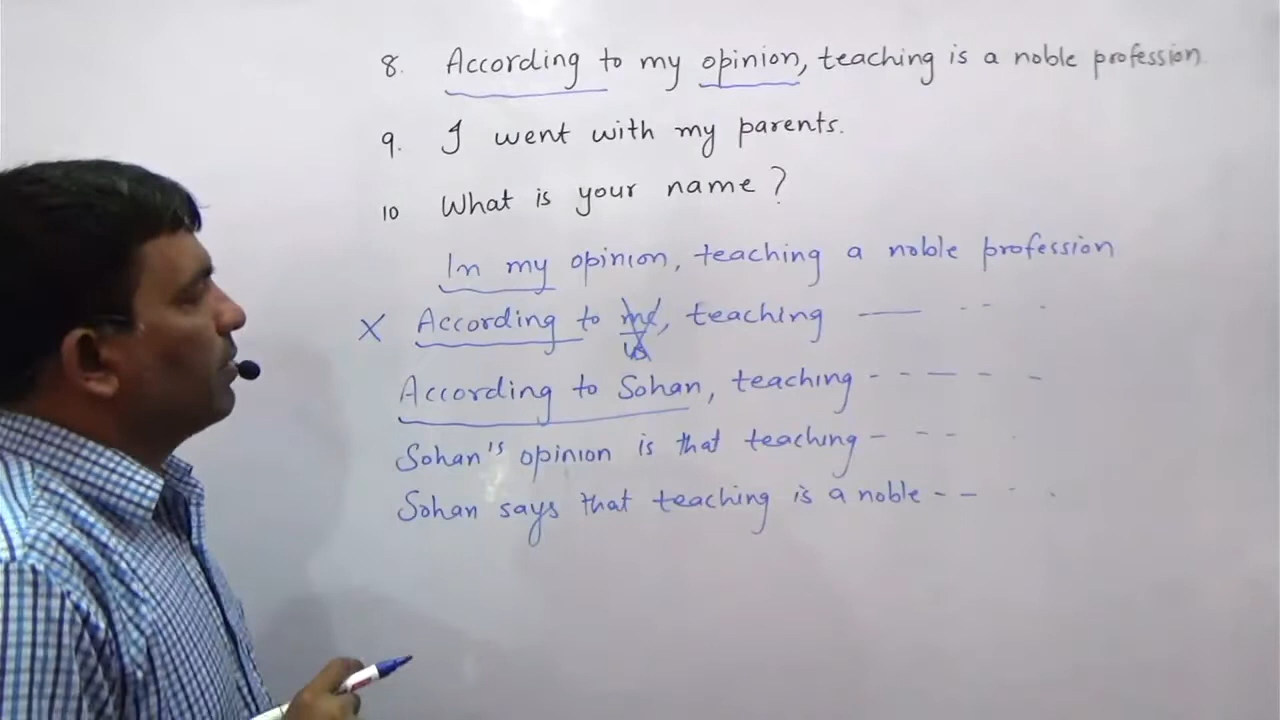 8. According to my opinion, teaching is a noble profession.
9. I went with my parents.
10 What is your name?
In my opinion, teaching a noble profession
X According to me, teaching —— - - -
us
According to Sohan, teaching - - — - -
Sohan's opinion is that teaching - - - -
Sohan says that teaching is a noble - - - -